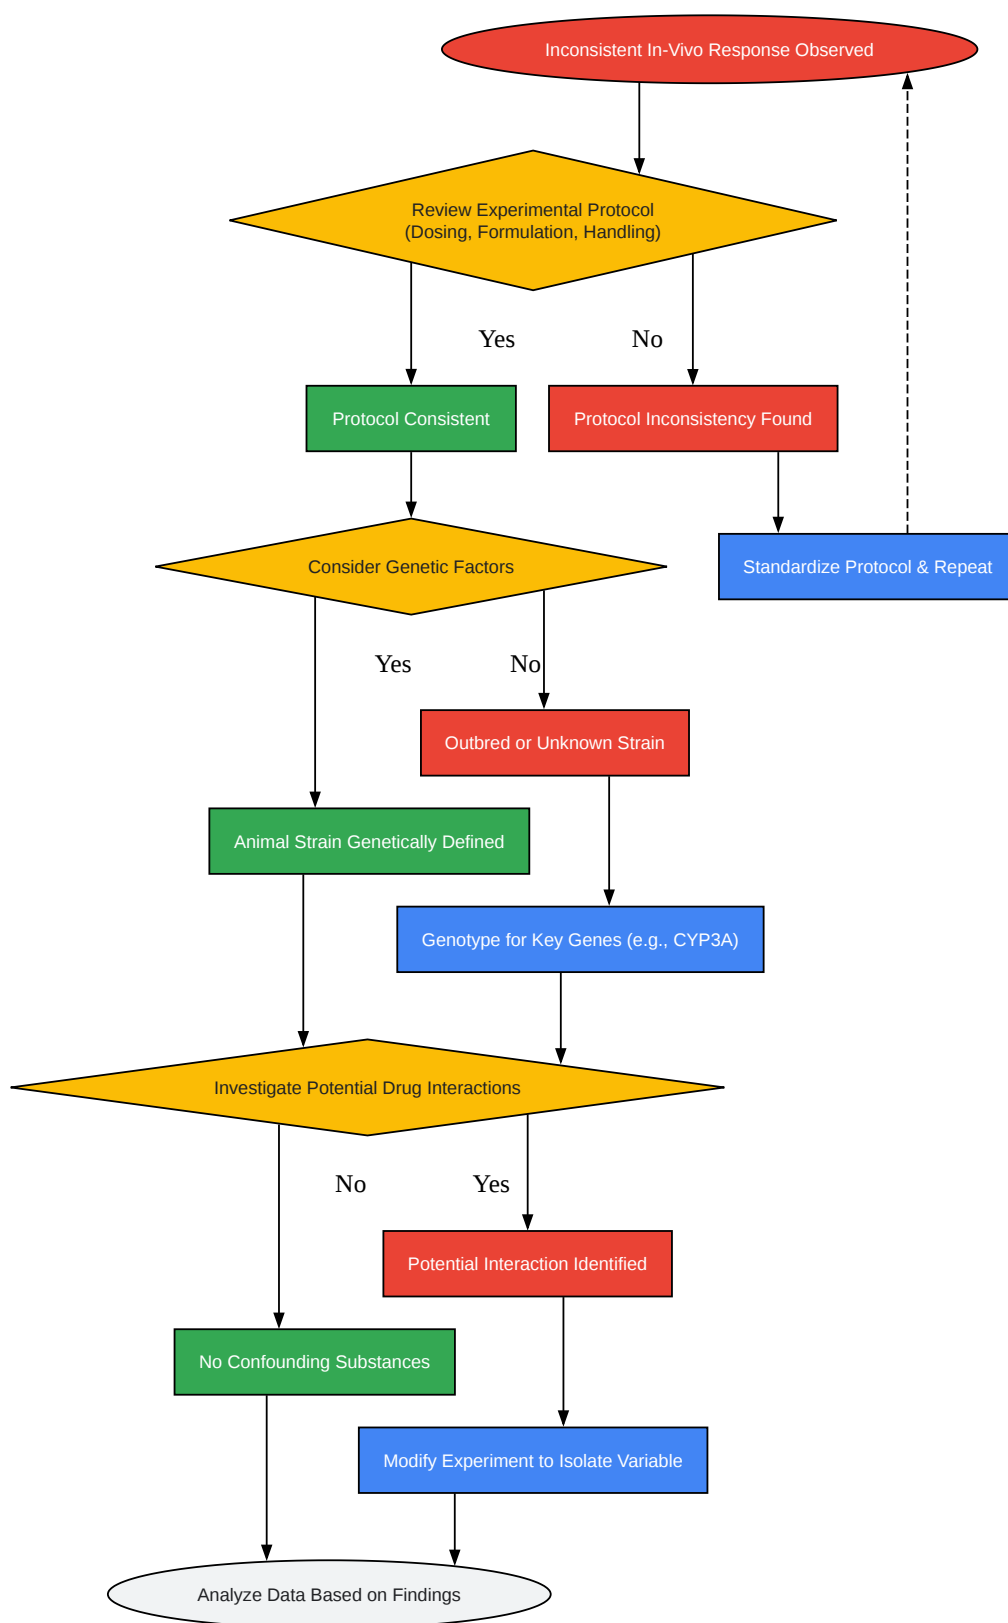 Inconsistent In-Vivo Response Observed
Review Experimental Protocol
(Dosing, Formulation, Handling)
Yes
No
Protocol Consistent
Protocol Inconsistency Found
Consider Genetic Factors
Standardize Protocol & Repeat
Yes
No
Outbred or Unknown Strain
Animal Strain Genetically Defined
Genotype for Key Genes (e.g., CYP3A)
Investigate Potential Drug Interactions
No
Yes
Potential Interaction Identified
No Confounding Substances
Modify Experiment to Isolate Variable
Analyze Data Based on Findings